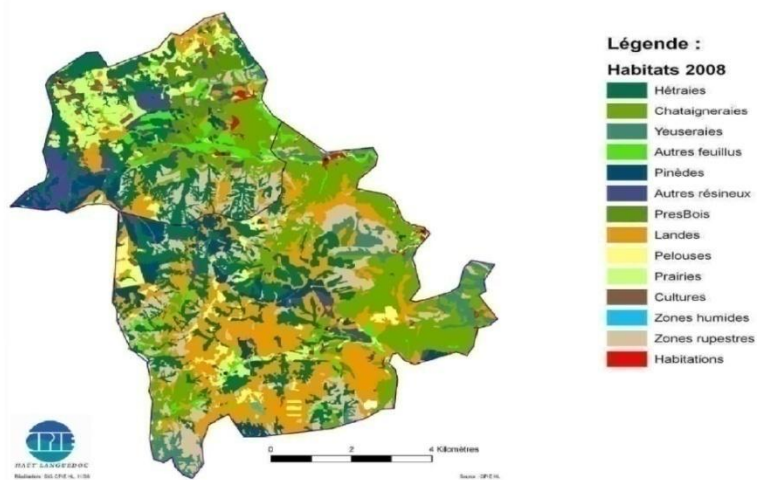 Légende :
Habitats 2008
Hêtraies
Chataigneraies
Yeuseraies
Autres feuillus
Pinèdes
Autres résineux
PresBois
Landes
Pelouses
Prairies
Cultures
Zones humides
Zones rupestres
Habitations
CPIE
HAUT LANGUEDOC
0 2 4 Kilomètres